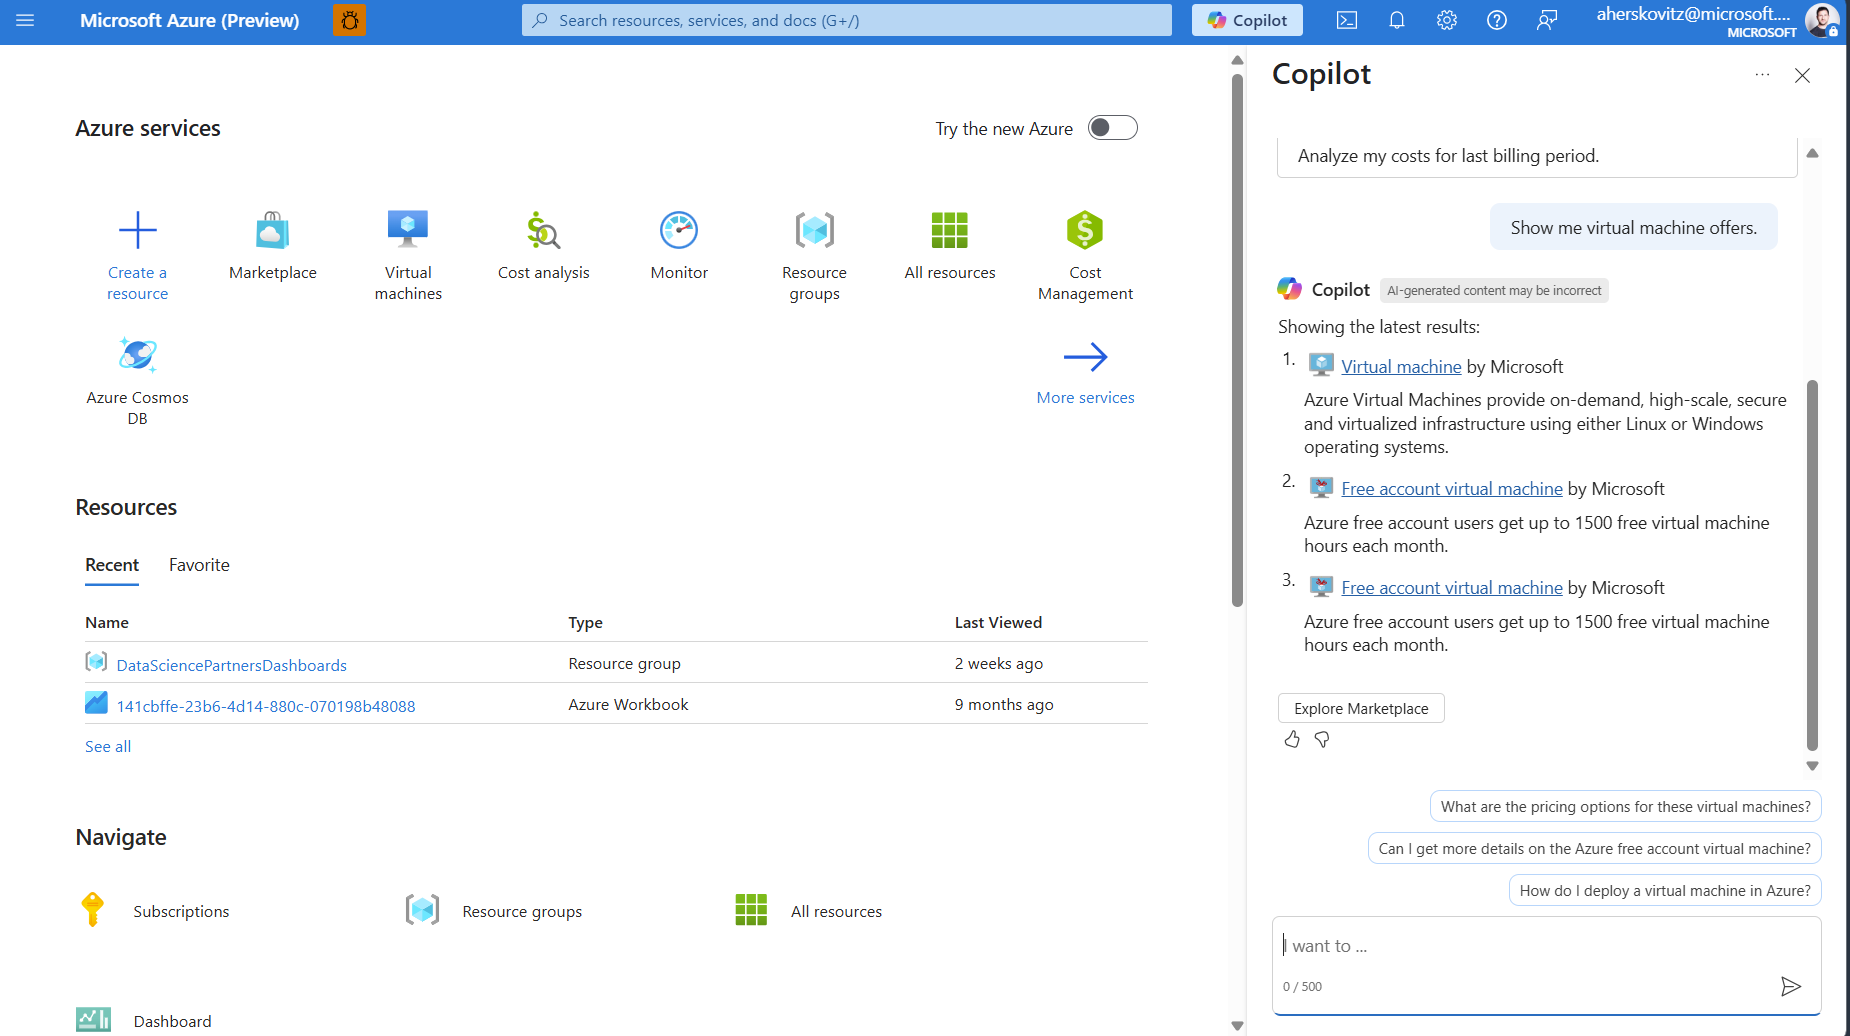 Microsoft Azure (Preview)
Search resources, services, and docs (G+/)
Copilot
aherskovitz@microsoft....
MICROSOFT
Azure services
Try the new Azure
Create a
resource
Marketplace
Virtual
machines
Cost analysis
Monitor
Resource
groups
All resources
Cost
Management
Azure Cosmos
DB
More services
Resources
Recent
Favorite
Name
Type
Last Viewed
DataSciencePartnersDashboards
Resource group
2 weeks ago
141cbffe-23b6-4d14-880c-070198b48088
Azure Workbook
9 months ago
See all
Navigate
Subscriptions
Resource groups
All resources
Dashboard
Copilot
Analyze my costs for last billing period.
Show me virtual machine offers.
Copilot
AI-generated content may be incorrect
Showing the latest results:
1. Virtual machine by Microsoft
Azure Virtual Machines provide on-demand, high-scale, secure
and virtualized infrastructure using either Linux or Windows
operating systems.
2. Free account virtual machine by Microsoft
Azure free account users get up to 1500 free virtual machine
hours each month.
3. Free account virtual machine by Microsoft
Azure free account users get up to 1500 free virtual machine
hours each month.
Explore Marketplace
What are the pricing options for these virtual machines?
Can I get more details on the Azure free account virtual machine?
How do I deploy a virtual machine in Azure?
I want to ...
0 / 500